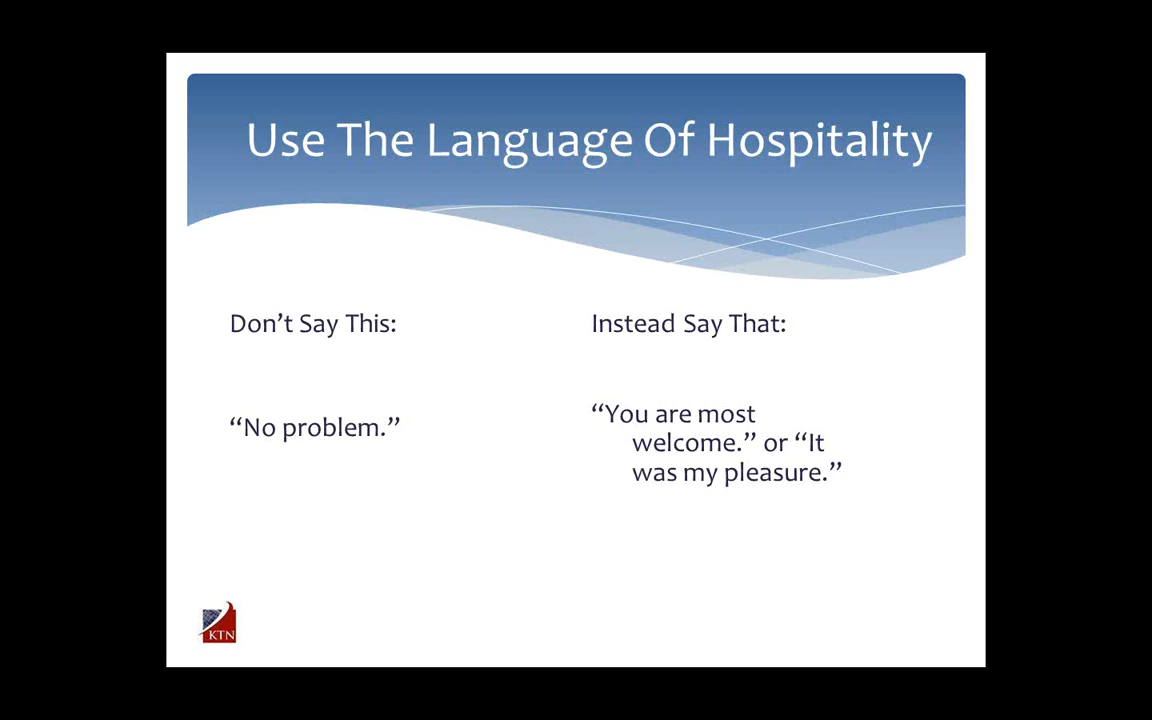 Use The Language Of Hospitality
Don’t Say This:
“No problem.”
Instead Say That:
“You are most
welcome.” or “It
was my pleasure.”
KTN